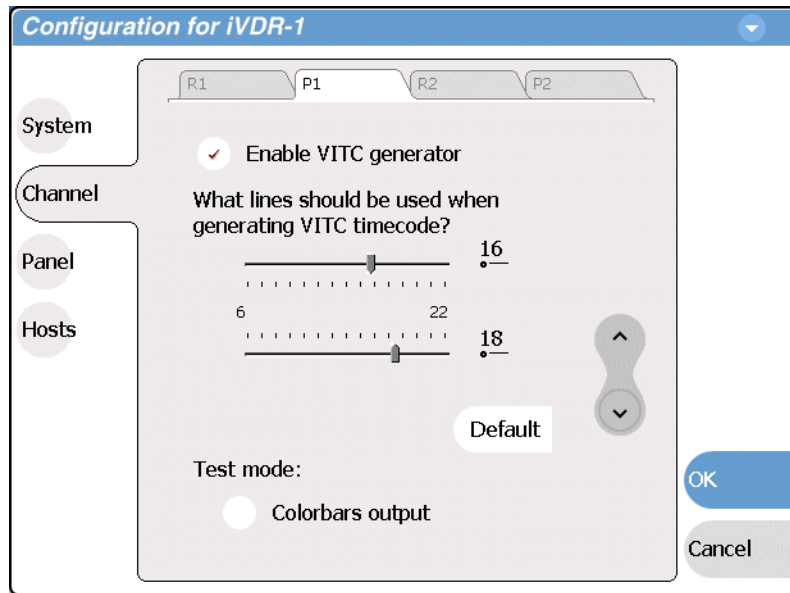 Configuration for iVDR-1
R1
P1
R2
P2
System
Channel
Panel
Hosts
Enable VITC generator
What lines should be used when
generating VITC timecode?
16
6
22
18
Default
Test mode:
Colorbars output
OK
Cancel